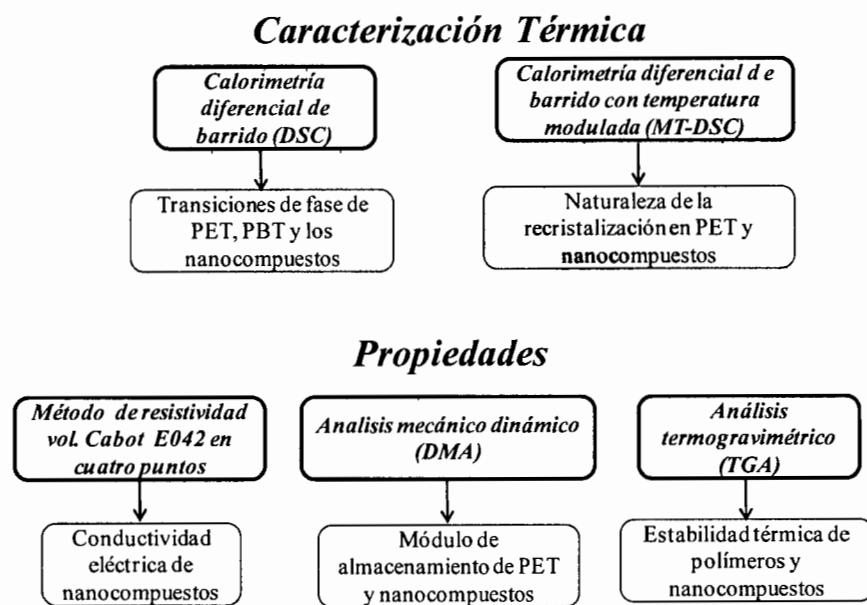 Caracterización Térmica
Calorimetría
diferencial de
barrido (DSC)
Transiciones de fase de
PET, PBT y los
nanocompuestos
Calorimetría diferencial d e
barrido con temperatura
modulada (MT-DSC)
Naturaleza de la
recristalización en PET y
nanocompuestos
Propiedades
Método de resistividad
vol. Cabot E042 en
cuatro puntos
Conductividad
eléctrica de
nanocompuestos
Analisis mecánico dinámico
(DMA)
Módulo de
almacenamiento de PET
y nanocompuestos
Análisis
termogravimétrico
(TGA)
Estabilidad térmica de
polímeros y
nanocompuestos